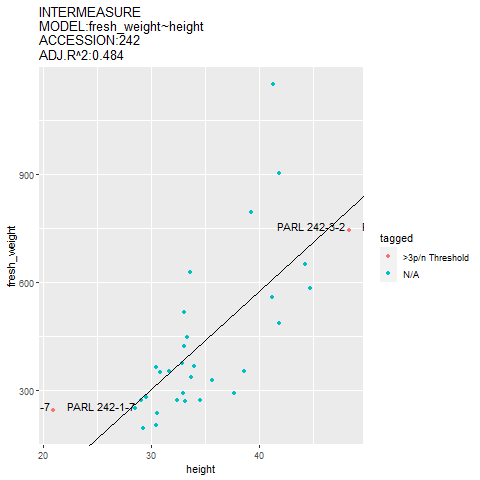 INTERMEASURE
MODEL:fresh_weight~height
ACCESSION:242
ADJ.R^2:0.484
900
600
300
fresh_weight
PARL 242-3-2
-7
PARL 242-1-7
20
30
40
height
tagged
>3p/n Threshold
N/A